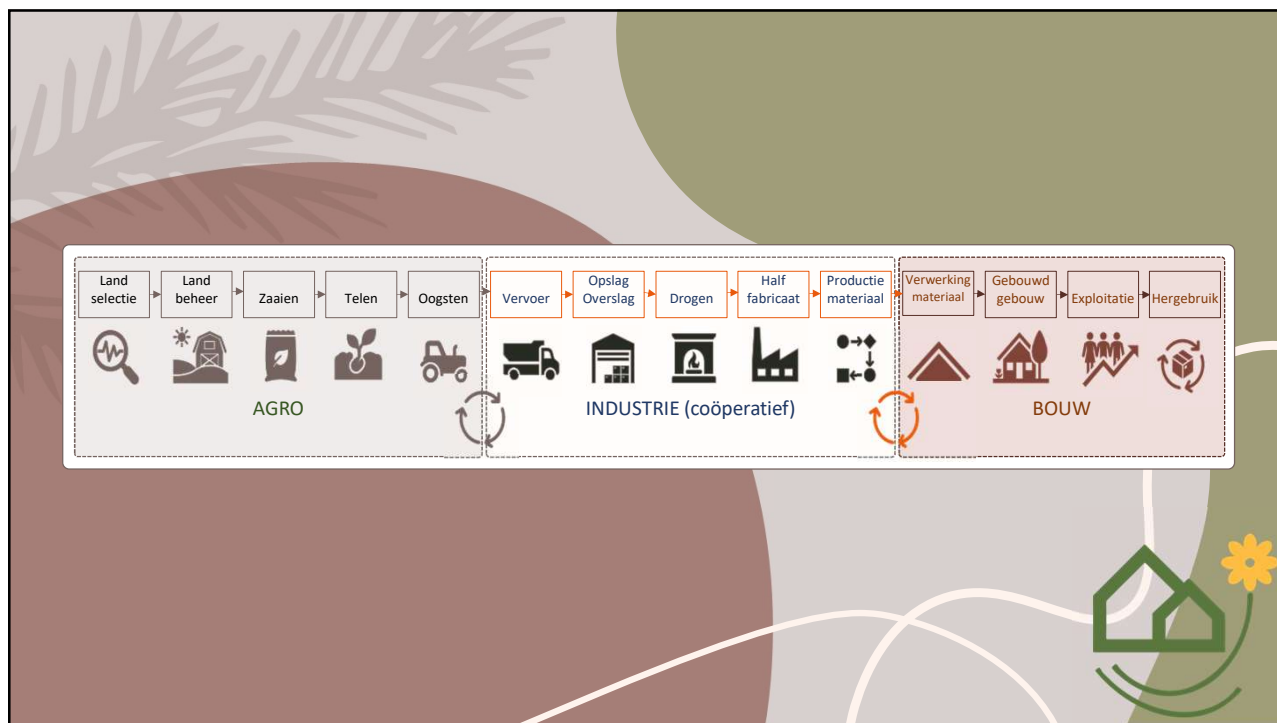 Land
selectie
Land
beheer
Zaaien
Telen
Oogsten
Vervoer
Opslag
Overslag
Drogen
Half
fabricaat
Productie
materiaal
Verwerking
materiaal
Gebouwd
gebouw
Exploitatie
Hergebruik
AGRO
INDUSTRIE (coöperatief)
BOUW